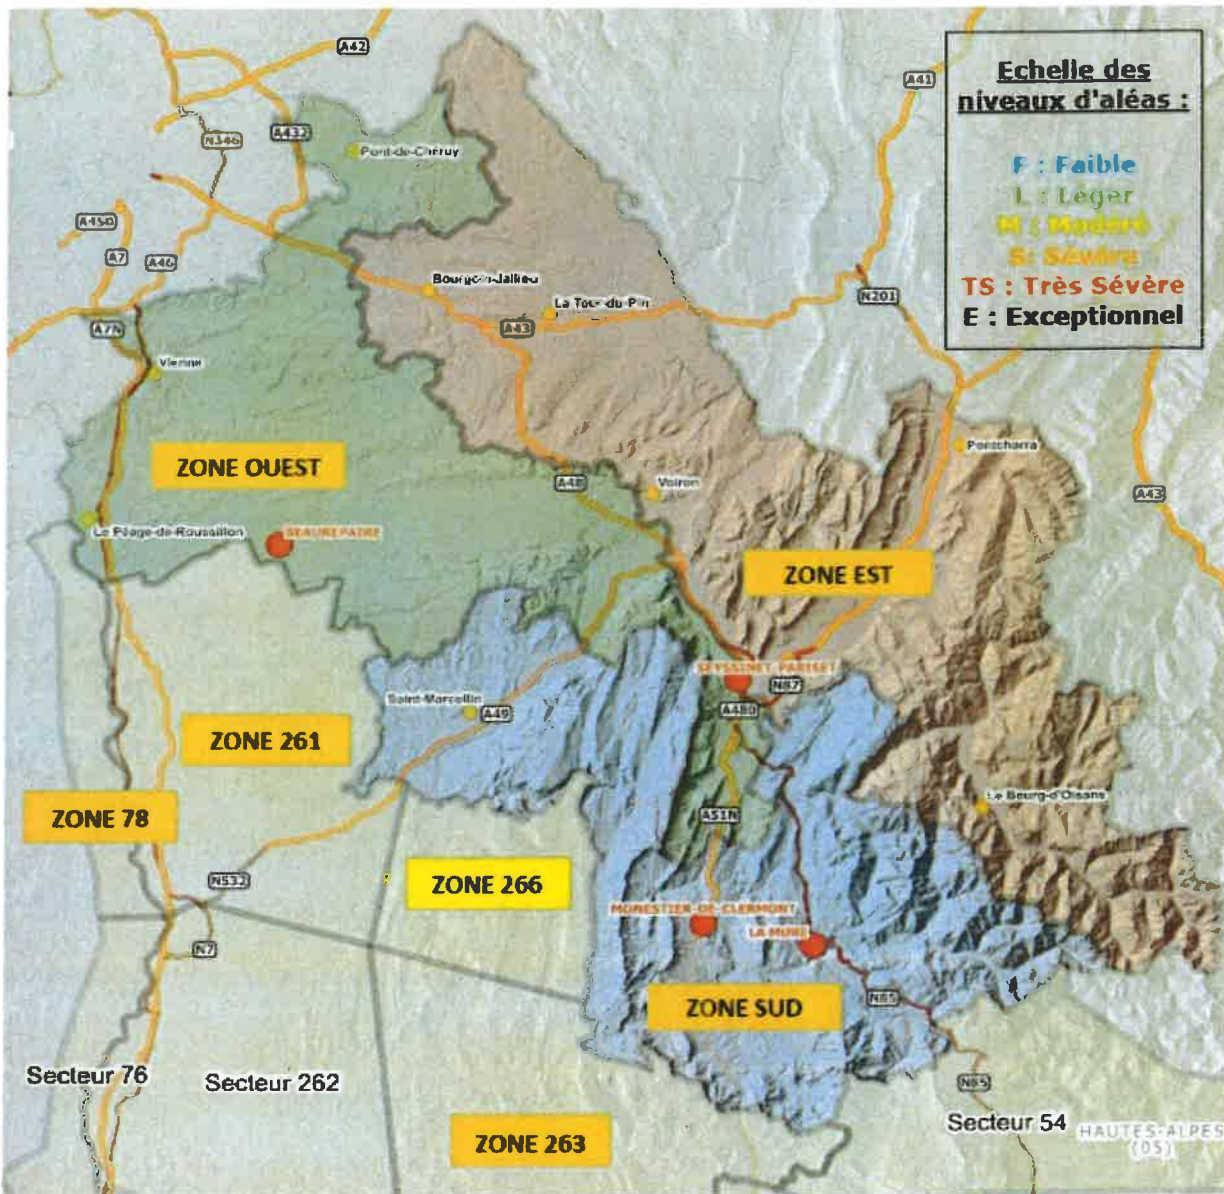 A42
Echelle des
niveaux d'aléas :
A41
A432
N346
Pont-de-Chéruy
F : Faible
L : Léger
M : Modéré
S: Sévère
TS : Très Sévère
E : Exceptionnel
A450
A7
A46
Bourgoin-Jallieu
La Tour-du-Pin
N201
A7N
A43
Vienne
Pontcharra
ZONE OUEST
A48
Voiron
A43
Le Péage-de-Roussillon
BEAUREPAIRE
ZONE EST
SEYSSINET-PARISET
N87
Saint-Marcellin
A49
A480
ZONE 261
Le Bourg-d'Oisans
ZONE 78
A51N
N532
ZONE 266
MONESTIER-DE-CLERMONT
LA MURE
N7
N85
ZONE SUD
Secteur 76
Secteur 262
N85
Secteur 54
HAUTES-ALPES
(05)
ZONE 263